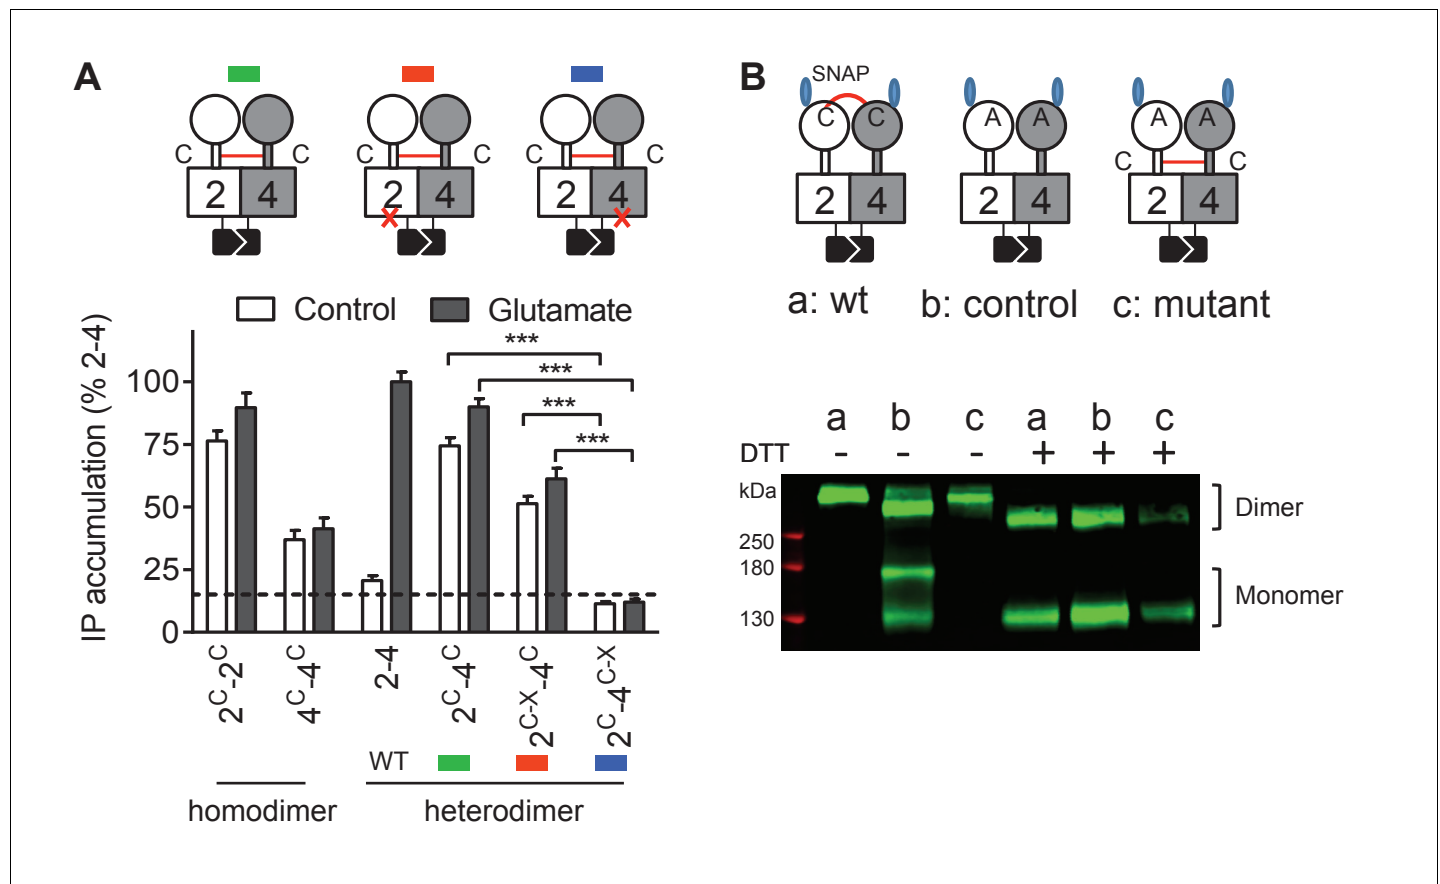 A
C C C C C C
2 4 2 4 2 4
X X
Control Glutamate
IP accumulation (% 2-4)
100
75
50
25
0
***
***
***
***
2C-2C
4C-4C
2-4
2C-4C
2C-X-4C
2C-4C-X
WT
homodimer heterodimer
B
SNAP
C C A A A A
C C
2 4 2 4 2 4
a: wt b: control c: mutant
a b c a b c
DTT - - - + + +
kDa
250
180
130
Dimer
Monomer